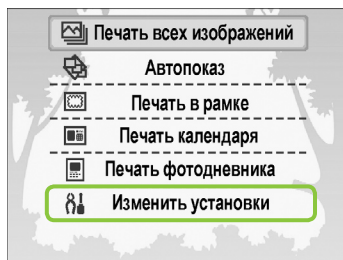 Печать всех изображений
Автопоказ
Печать в рамке
Печать календаря
Печать фотодневника
Изменить установки